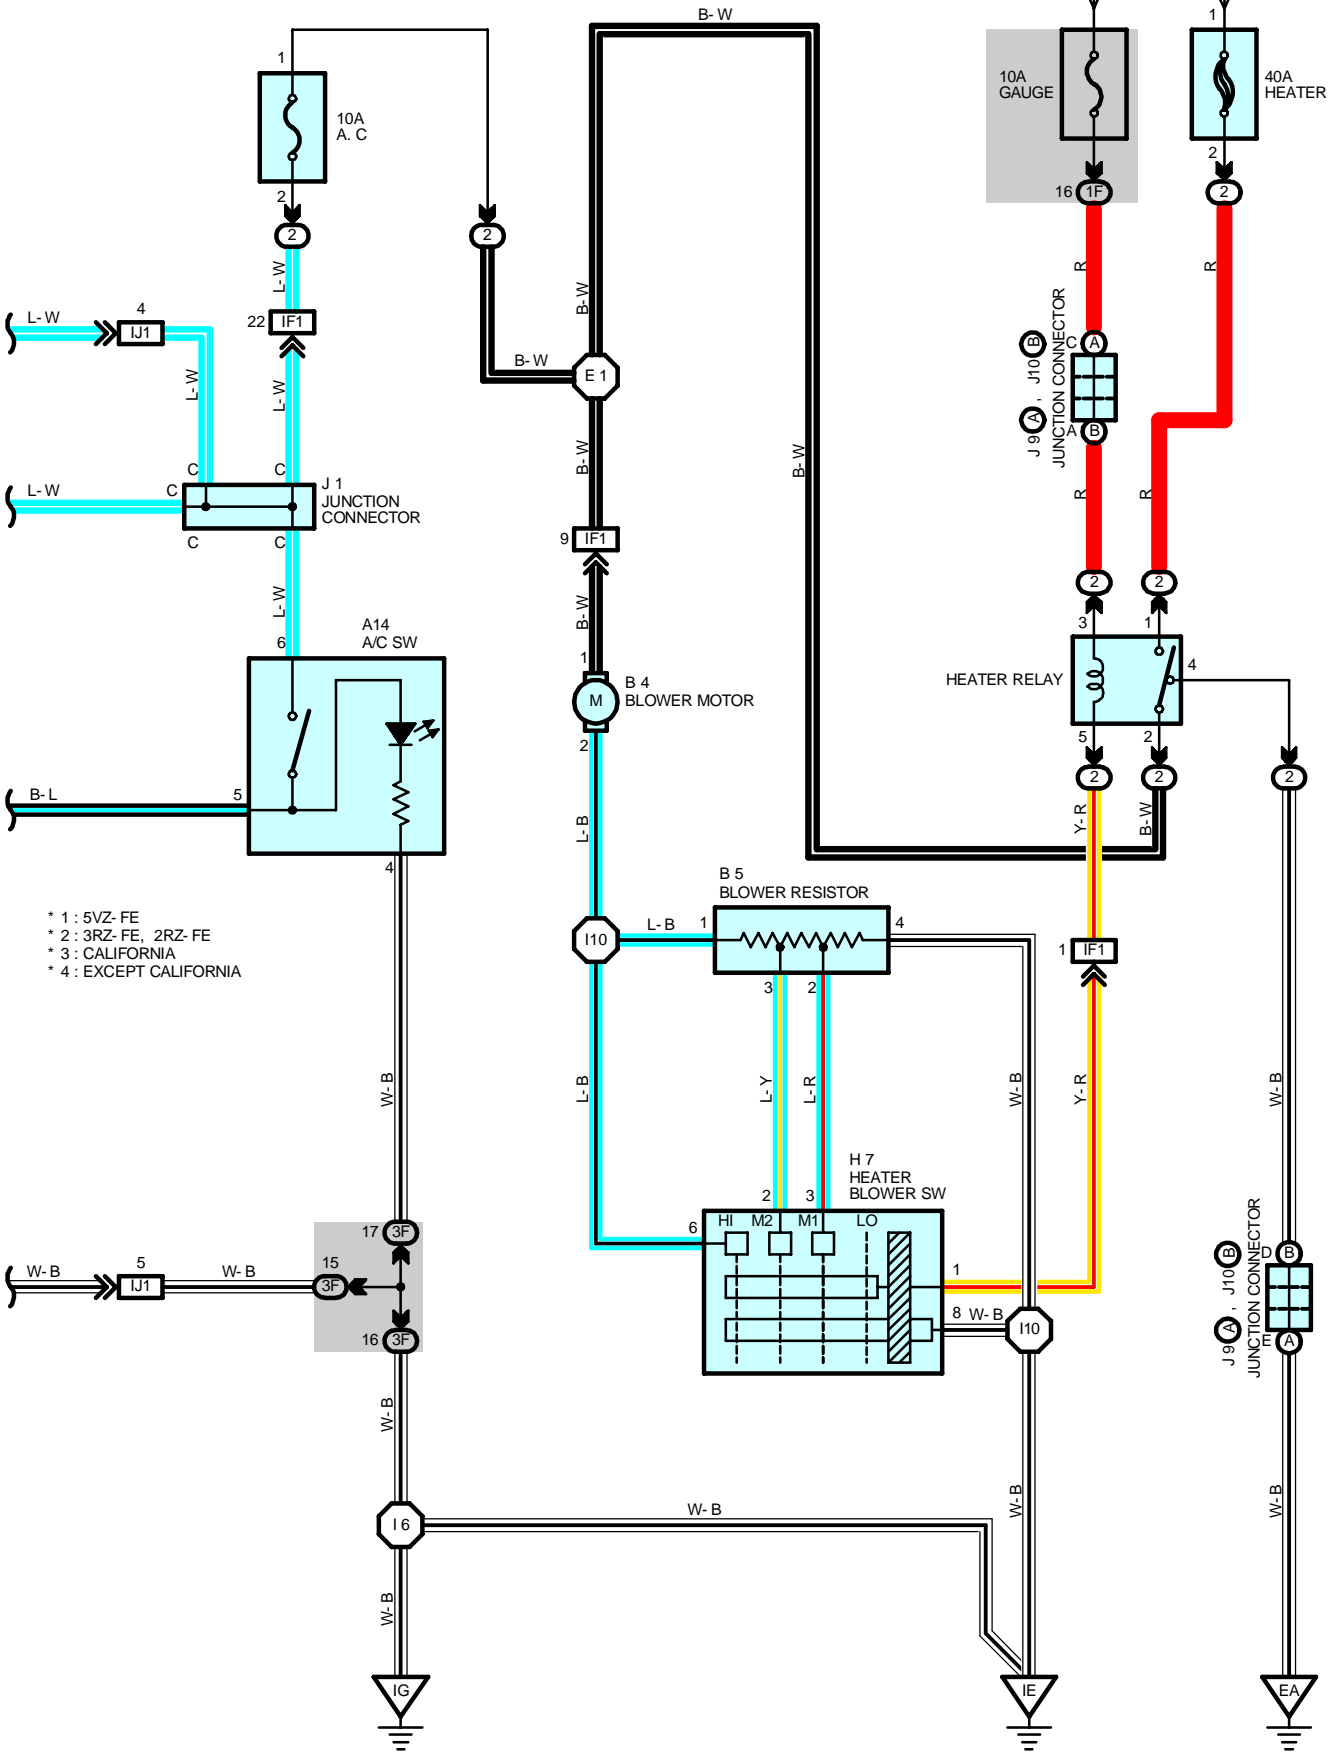 B- W
1
10A
A. C
2
2
2
10A
GAUGE
16 1F
1
40A
HEATER
2
2
L- W
B- W
R
R
L- W
4
IJ1
22 IF1
L- W
L- W
B- W
E 1
C A
J 9 A , J10 B
JUNCTION CONNECTOR
A B
B- W
B- W
L- W
C
C
C
J 1
JUNCTION
CONNECTOR
C
C
R
R
9 IF1
L- W
B- W
2
2
6
A14
A/C SW
1
M
B 4
BLOWER MOTOR
2
3
1
HEATER RELAY
4
5
2
2
2
2
B- L
5
4
L- B
Y- R
B- W
* 1 : 5VZ- FE
* 2 : 3RZ- FE, 2RZ- FE
* 3 : CALIFORNIA
* 4 : EXCEPT CALIFORNIA
B 5
BLOWER RESISTOR
I10
L- B
1
4
3
2
1 IF1
W- B
L- B
L- Y
L- R
W- B
Y- R
W- B
H 7
HEATER
BLOWER SW
2
3
6
HI
M2
M1
LO
1
8
W- B
I10
17 3F
15
3F
16 3F
W- B
5
IJ1
W- B
D B
J 9 A , J10 B
JUNCTION CONNECTOR
E A
W- B
I 6
W- B
W- B
W- B
W- B
IG
IE
EA